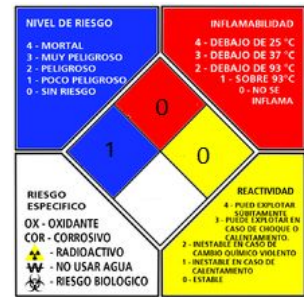 NIVEL DE RIESGO
4 - MORTAL
3 - MUY PELIGROSO
2 - PELIGROSO
1 - POCO PELIGROSO
0 - SIN RIESGO
INFLAMABILIDAD
4 - DEBAJO DE 25 °C
3 - DEBAJO DE 37 °C
2 - DEBAJO DE 93 °C
1 - SOBRE 93°C
0 - NO SE
INFLAMA
0
1
0
RIESGO
ESPECIFICO
OX - OXIDANTE
COR - CORROSIVO
- RADIOACTIVO
W - NO USAR AGUA
- RIESGO BIOLOGICO
REACTIVIDAD
4 - PUED EXPLOTAR
SÚBITAMENTE
3 - PUEDE EXPLOTAR EN
CASO DE CHOQUE O
CALENTAMIENTO.
2 - INESTABLE EN CASO DE
CAMBIO QUÍMICO VIOLENTO
1 - INESTABLE EN CASO DE
CALENTAMIENTO
0 - ESTABLE